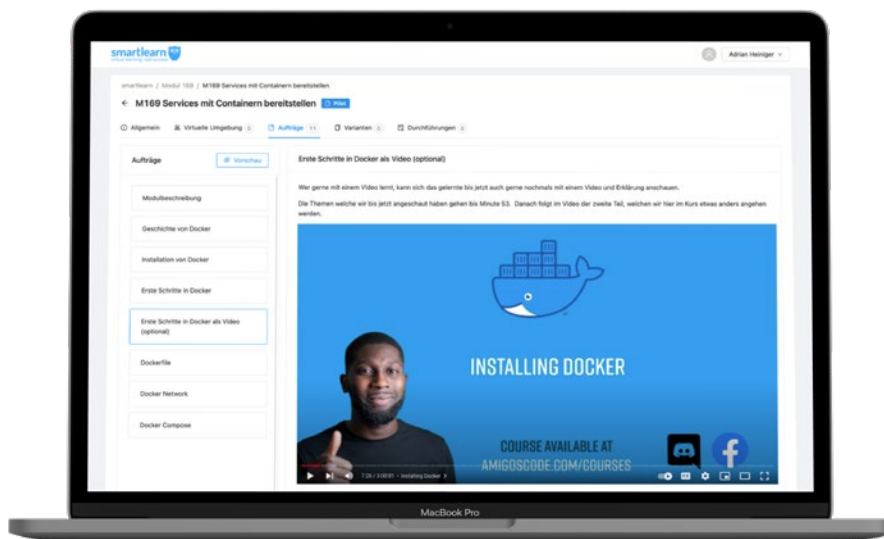 smartlearn
Adrian Heiniger
smartlearn / Modul 169 / M169 Services mit Containern bereitstellen
← M169 Services mit Containern bereitstellen Pilot
Allgemein Virtuelle Umgebung 0 Aufträge 11 Varianten 0 Durchführungen 0
Aufträge Vorschau
Modulbeschreibung
Geschichte von Docker
Installation von Docker
Erste Schritte in Docker
Erste Schritte in Docker als Video
(optional)
Dockerfile
Docker Network
Docker Compose
Erste Schritte in Docker als Video (optional)
Wer gerne mit einem Video lernt, kann sich das gelernte bis jetzt auch gerne nochmals mit einem Video und Erklärung anschauen.
Die Themen welche wir bis jetzt angeschaut haben gehen bis Minute 53. Danach folgt im Video der zweite Teil, welchen wir hier im Kurs etwas anders angehen
werden.
INSTALLING DOCKER
COURSE AVAILABLE AT
AMIGOSCODE.COM/COURSES
Installing Docker
MacBook Pro